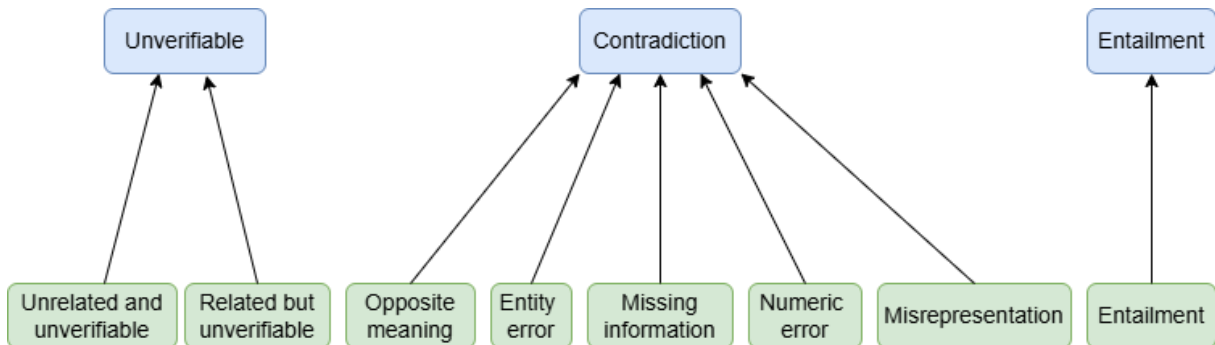 Unverifiable
Contradiction
Entailment
Unrelated and
unverifiable
Related but
unverifiable
Opposite
meaning
Entity
error
Missing
information
Numeric
error
Misrepresentation
Entailment